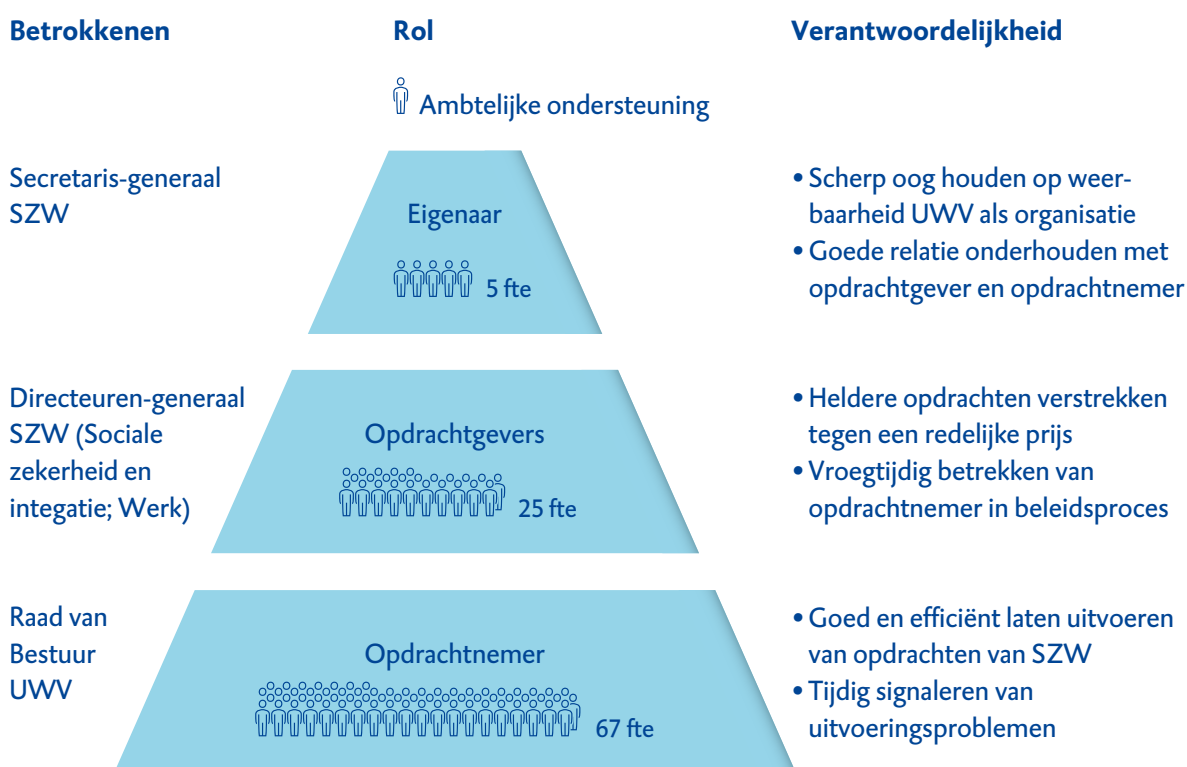 Betrokkenen
Rol
Verantwoordelijkheid
Ambtelijke ondersteuning
Secretaris-generaal
SZW
Eigenaar
5 fte
• Scherp oog houden op weer-
baarheid UWV als organisatie
• Goede relatie onderhouden met
opdrachtgever en opdrachtnemer
Directeuren-generaal
SZW (Sociale
zekerheid en
integatie; Werk)
Opdrachtgevers
25 fte
• Heldere opdrachten verstrekken
tegen een redelijke prijs
• Vroegtijdig betrekken van
opdrachtnemer in beleidsproces
Raad van
Bestuur
UWV
Opdrachtnemer
67 fte
• Goed en efficiënt laten uitvoeren
van opdrachten van SZW
• Tijdig signaleren van
uitvoeringsproblemen